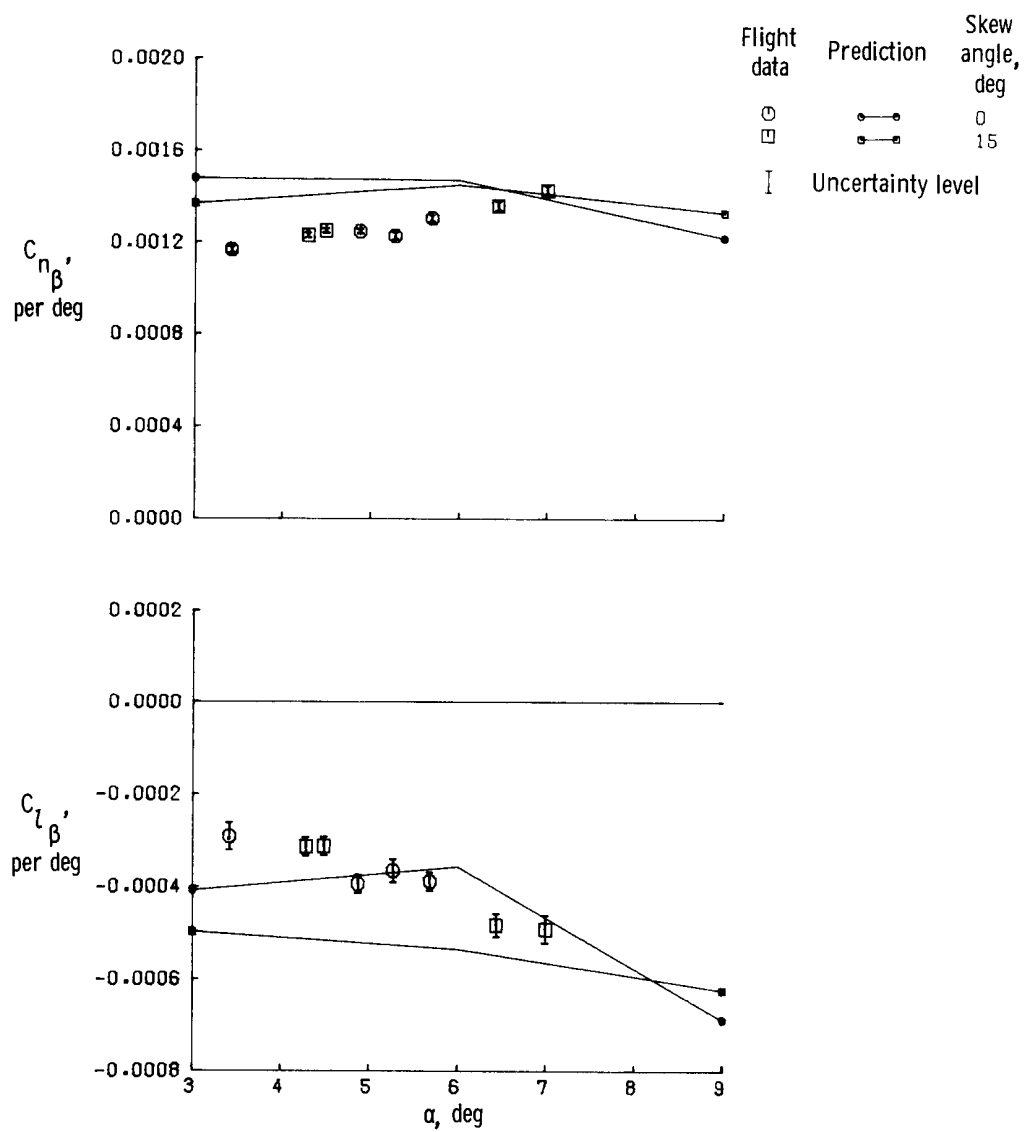 Flight data
Prediction
Skew angle, deg
0
15
Uncertainty level
0.0020
0.0016
0.0012
0.0008
0.0004
0.0000
C_{n_β}, per deg
0.0002
0.0000
-0.0002
-0.0004
-0.0006
-0.0008
C_{l_β}, per deg
3 4 5 6 7 8 9
α, deg